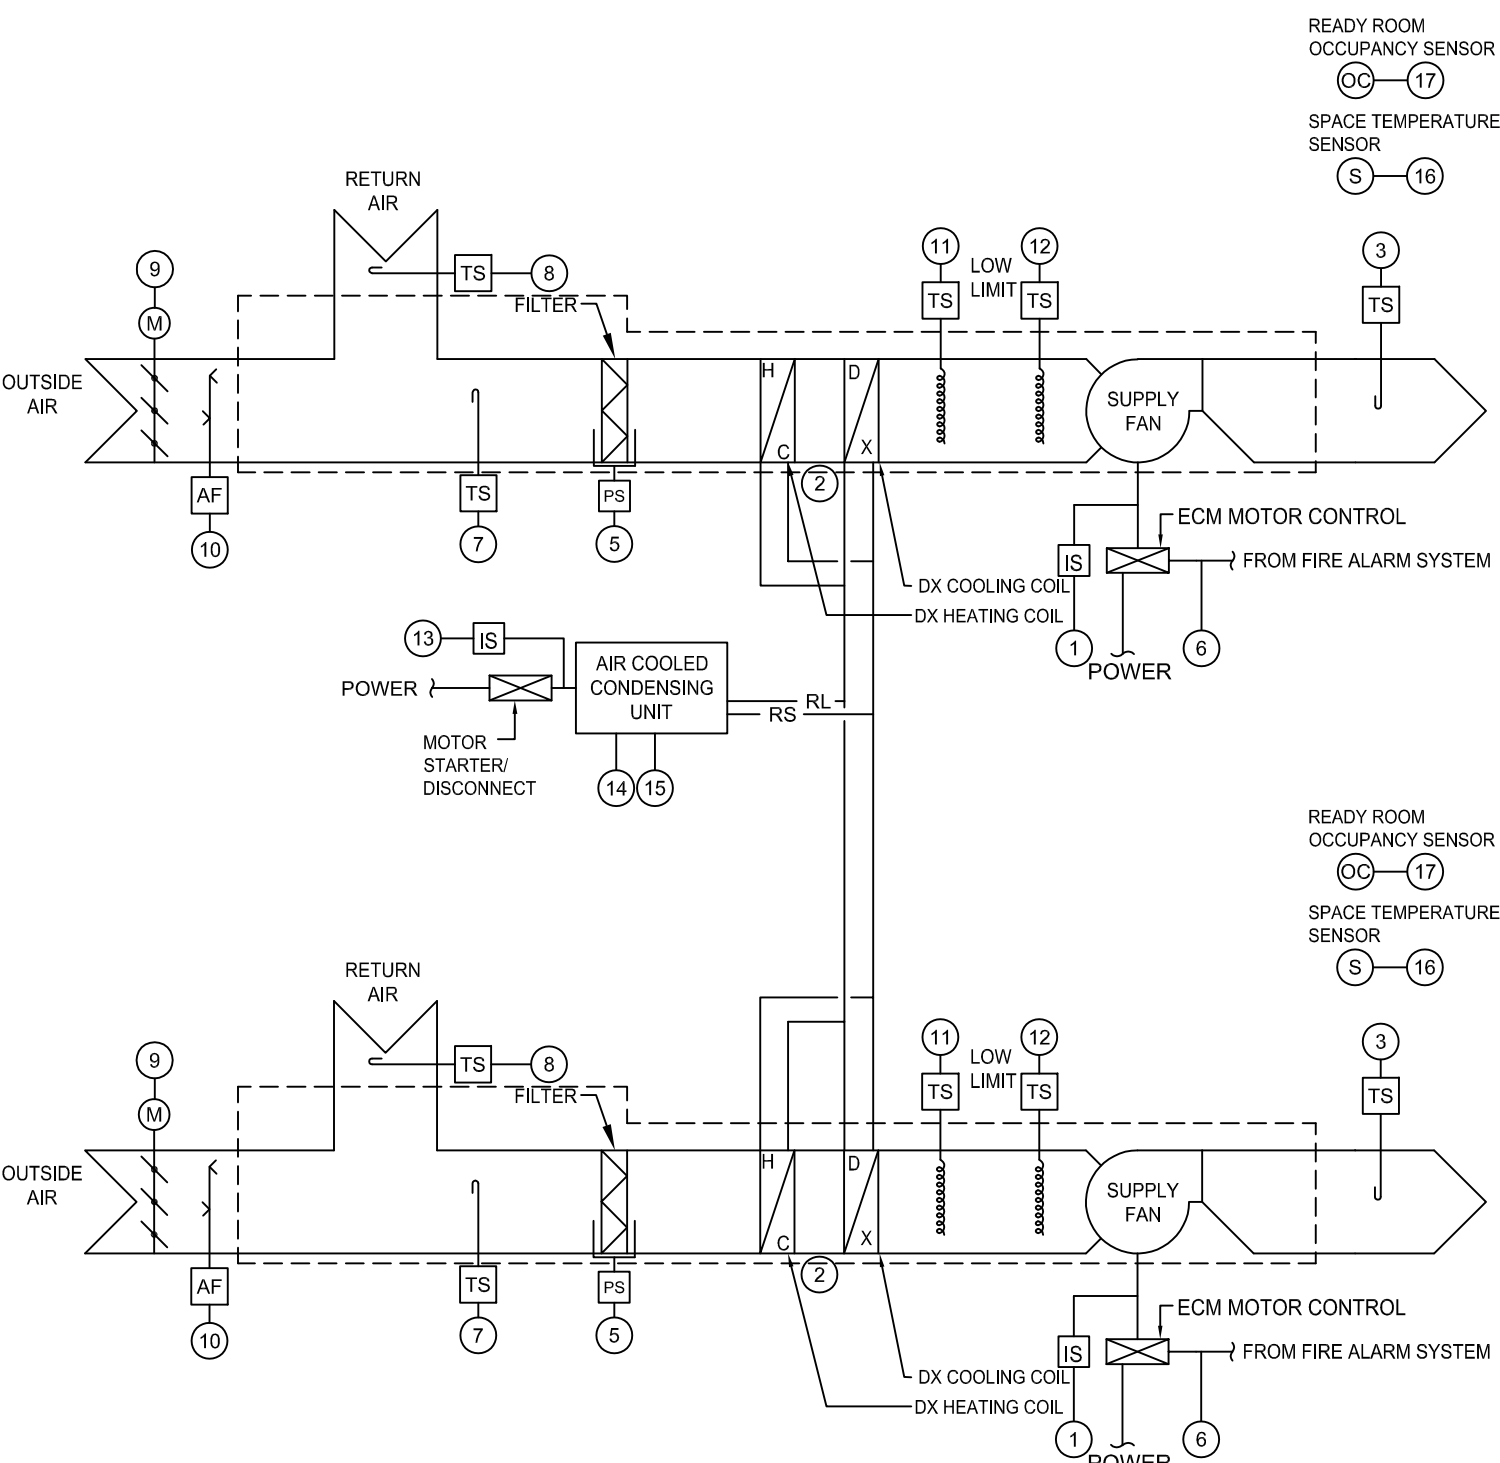 READY ROOM
OCCUPANCY SENSOR
OC 17
SPACE TEMPERATURE
SENSOR
S 16
RETURN
AIR
9
TS 8
11
LOW
LIMIT
12
3
M
FILTER
TS
TS
TS
OUTSIDE
AIR
H
C
D
X
SUPPLY
FAN
AF
10
TS
7
PS
5
2
ECM MOTOR CONTROL
IS
FROM FIRE ALARM SYSTEM
DX COOLING COIL
DX HEATING COIL
1
POWER
6
13 IS
POWER
AIR COOLED
CONDENSING
UNIT
RL
RS
MOTOR
STARTER/
DISCONNECT
14 15
READY ROOM
OCCUPANCY SENSOR
OC 17
SPACE TEMPERATURE
SENSOR
S 16
RETURN
AIR
9
TS 8
11
LOW
LIMIT
12
3
M
FILTER
TS
TS
TS
OUTSIDE
AIR
H
C
D
X
SUPPLY
FAN
AF
10
TS
7
PS
5
2
ECM MOTOR CONTROL
IS
FROM FIRE ALARM SYSTEM
DX COOLING COIL
DX HEATING COIL
1
POWER
6